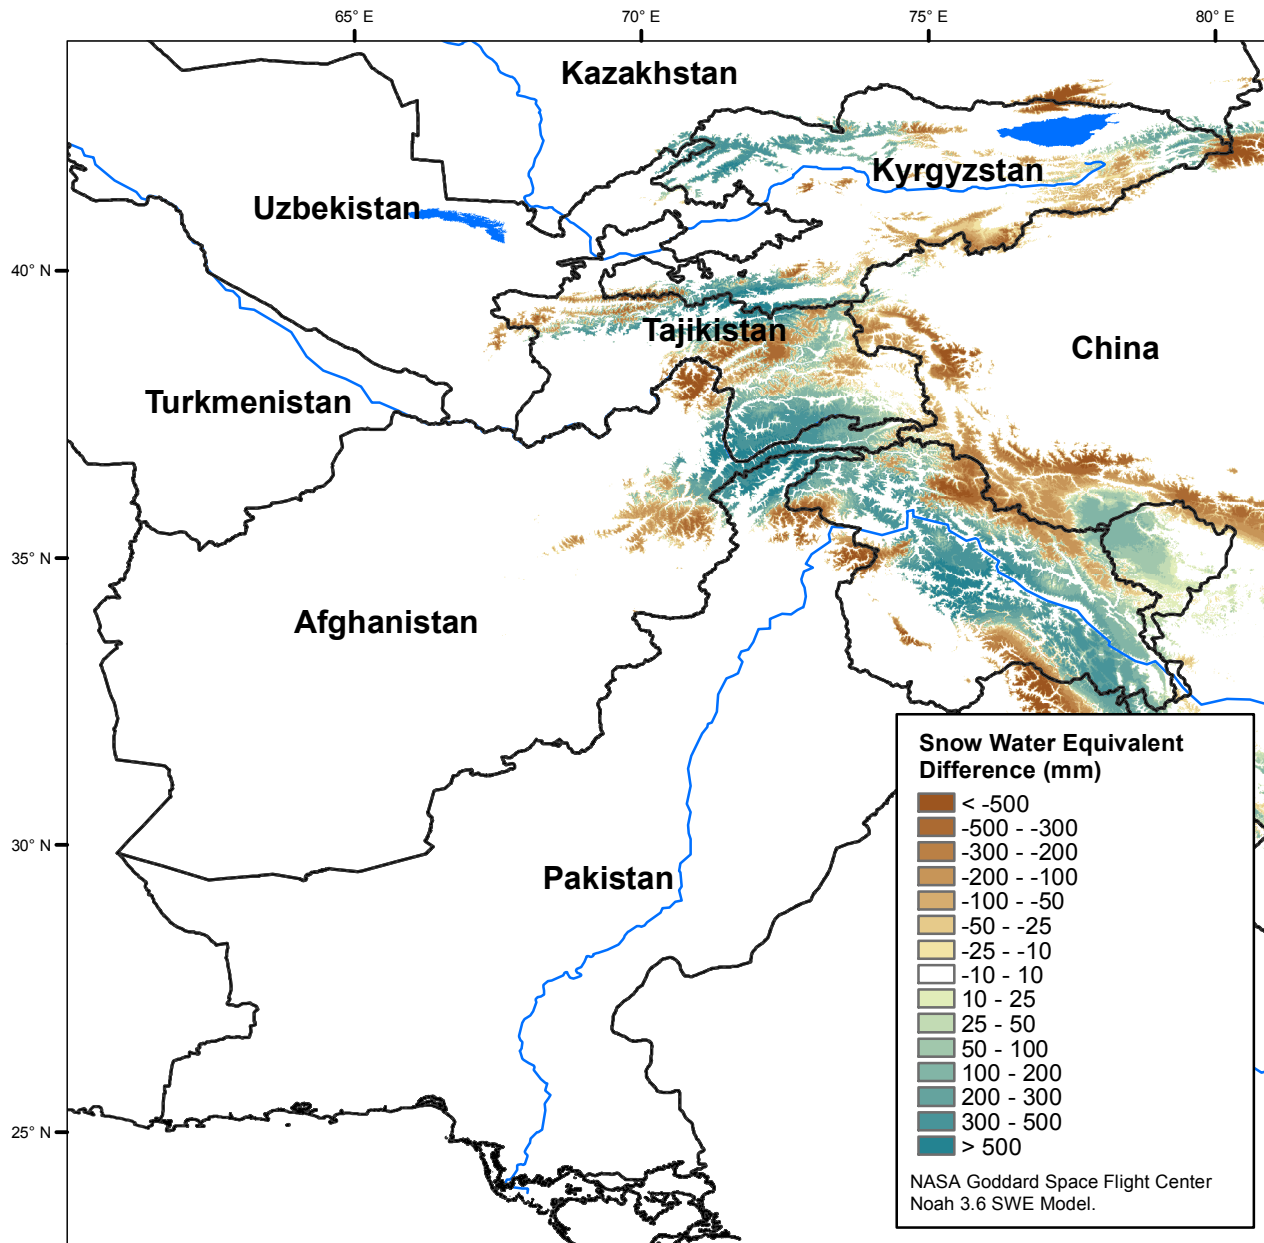 65° E
70° E
75° E
80° E
Kazakhstan
Kyrgyzstan
Uzbekistan
40° N
Tajikistan
China
Turkmenistan
35° N
Afghanistan
30° N
Pakistan
25° N
Snow Water Equivalent
Difference (mm)
< -500
-500 - -300
-300 - -200
-200 - -100
-100 - -50
-50 - -25
-25 - -10
-10 - 10
10 - 25
25 - 50
50 - 100
100 - 200
200 - 300
300 - 500
> 500
NASA Goddard Space Flight Center
Noah 3.6 SWE Model.